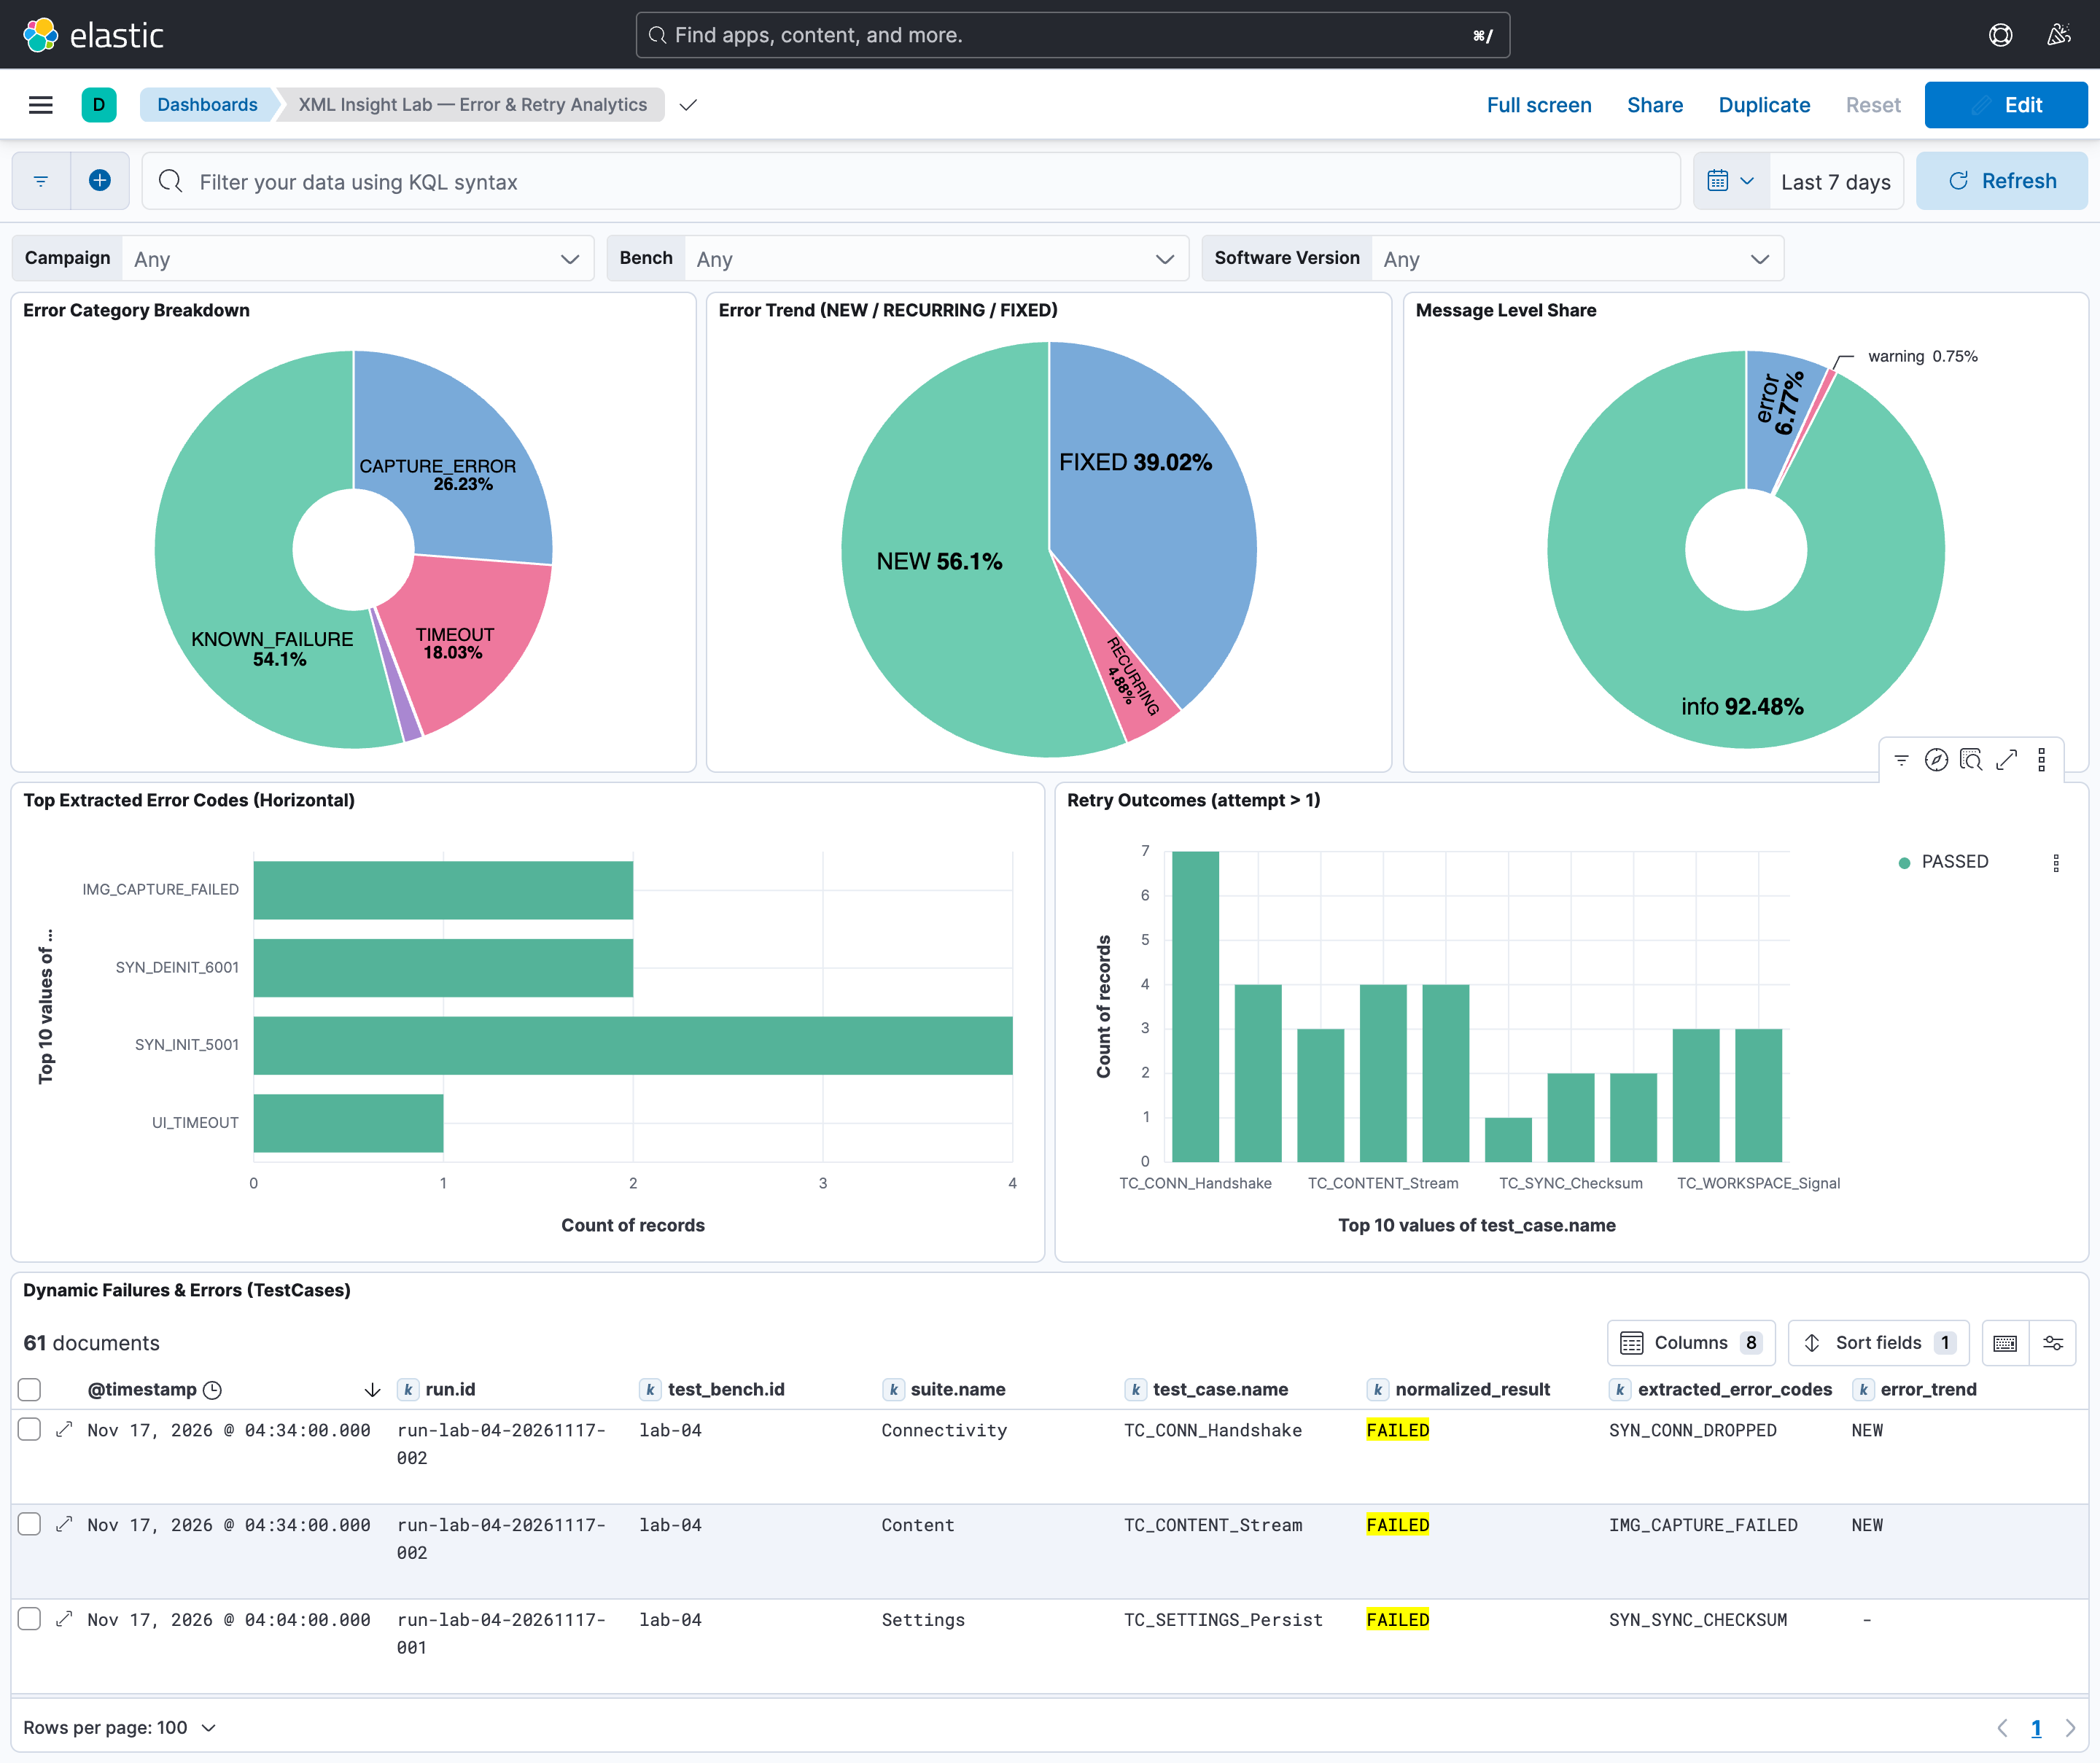 elastic
Find apps, content, and more.
⌘/
D
Dashboards
XML Insight Lab — Error & Retry Analytics
Full screen
Share
Duplicate
Reset
Edit
Filter your data using KQL syntax
Last 7 days
Refresh
Campaign Any
Bench Any
Software Version Any
Error Category Breakdown
CAPTURE_ERROR
26.23%
TIMEOUT
18.03%
KNOWN_FAILURE
54.1%
Error Trend (NEW / RECURRING / FIXED)
FIXED 39.02%
NEW 56.1%
RECURRING
4.88%
Message Level Share
warning 0.75%
error
6.77%
info 92.48%
Top Extracted Error Codes (Horizontal)
Top 10 values of ...
IMG_CAPTURE_FAILED
SYN_DEINIT_6001
SYN_INIT_5001
UI_TIMEOUT
0 1 2 3 4
Count of records
Retry Outcomes (attempt > 1)
Count of records
7
6
5
4
3
2
1
0
TC_CONN_Handshake TC_CONTENT_Stream TC_SYNC_Checksum TC_WORKSPACE_Signal
Top 10 values of test_case.name
PASSED
Dynamic Failures & Errors (TestCases)
61 documents
Columns 8
Sort fields 1
@timestamp k run.id k test_bench.id k suite.name k test_case.name k normalized_result k extracted_error_codes k error_trend
Nov 17, 2026 @ 04:34:00.000 run-lab-04-20261117- lab-04 Connectivity TC_CONN_Handshake FAILED SYN_CONN_DROPPED NEW
002
Nov 17, 2026 @ 04:34:00.000 run-lab-04-20261117- lab-04 Content TC_CONTENT_Stream FAILED IMG_CAPTURE_FAILED NEW
002
Nov 17, 2026 @ 04:04:00.000 run-lab-04-20261117- lab-04 Settings TC_SETTINGS_Persist FAILED SYN_SYNC_CHECKSUM -
001
Rows per page: 100
1